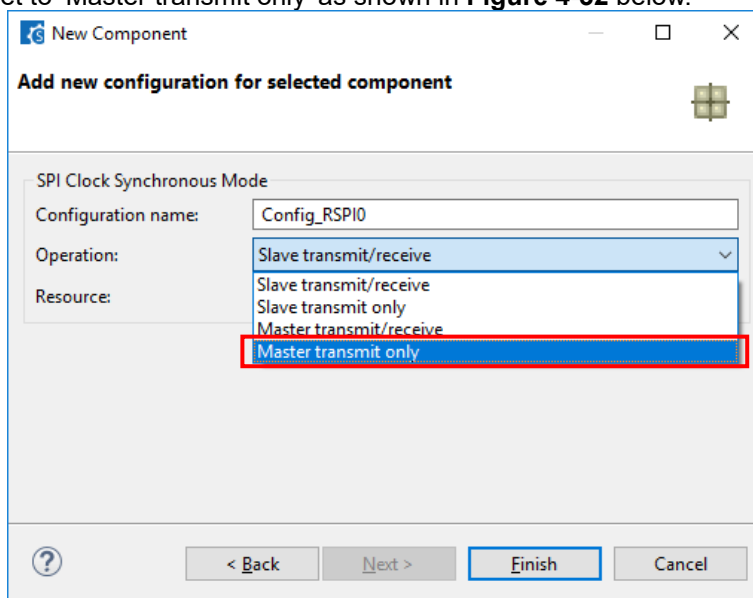 et to 'Master transmit only' as shown in Figure 4-32 below.
New Component
Add new configuration for selected component
SPI Clock Synchronous Mode
Configuration name: Config_RSPI0
Operation: Slave transmit/receive
Resource:
Slave transmit/receive
Slave transmit only
Master transmit/receive
Master transmit only
< Back Next > Finish Cancel